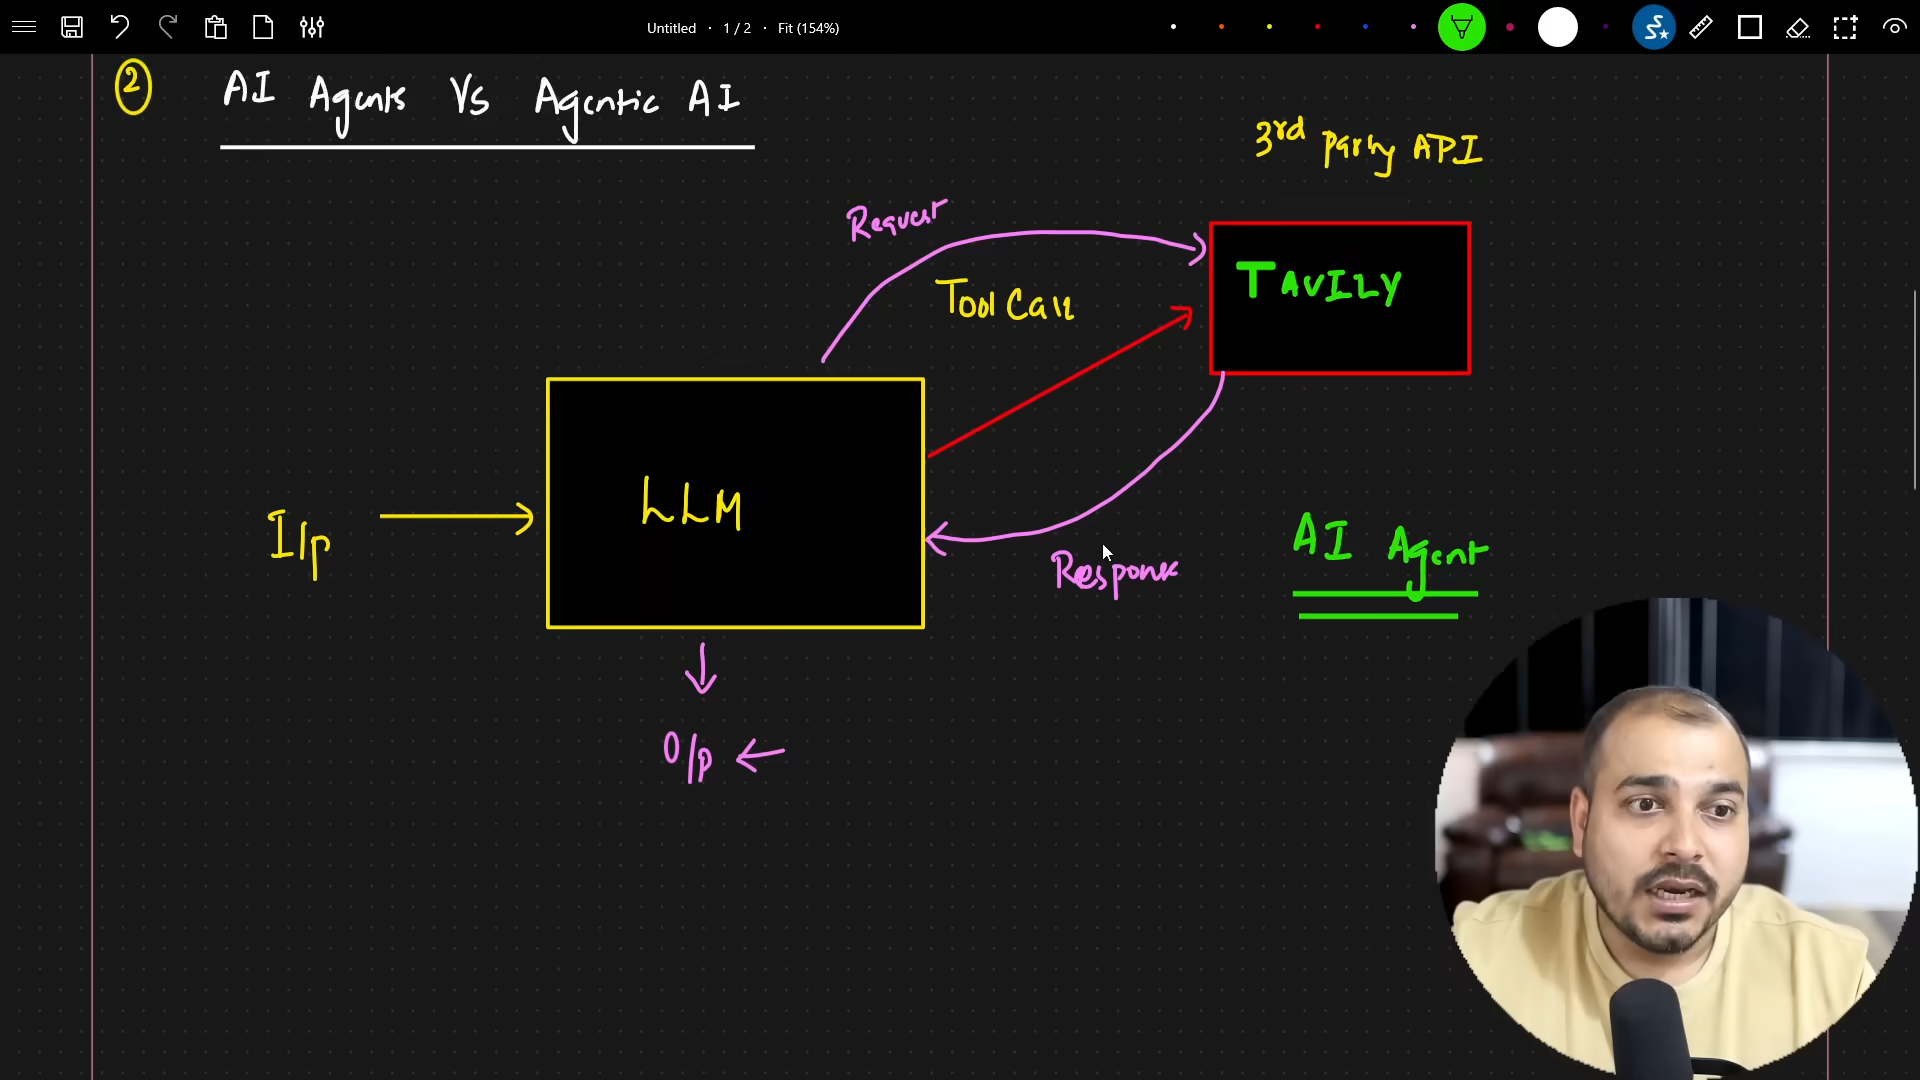 Untitled · 1 / 2 · Fit (154%)
2 AI Agents Vs Agentic AI
3rd Party API
Request
Tool Call
TAVILY
LLM
I/p
Response
AI Agent
O/p